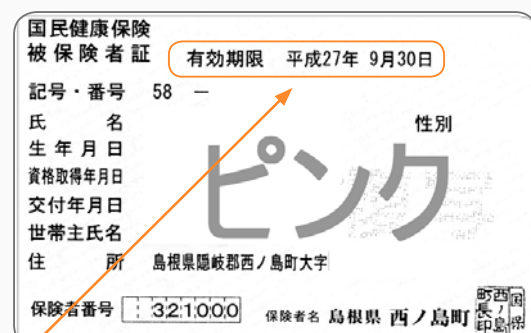 国民健康保険
被保険者証 有効期限 平成27年 9月30日
記号・番号 58 ー
氏名 性別
生年月日
資格取得年月日
交付年月日
世帯主氏名
住所 島根県隠岐郡西ノ島町大字
ピンク
保険者番号 321000 保険者名 島根県 西ノ島町
国保
西ノ島
町長印